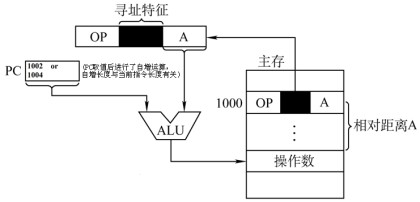 寻址特征
OP A
PC
1002 or
1004
(PC取值后进行了自增运算,
自增长度与当前指令长度有关)
主存
1000 OP A
ALU
⋮
相对距离A
操作数